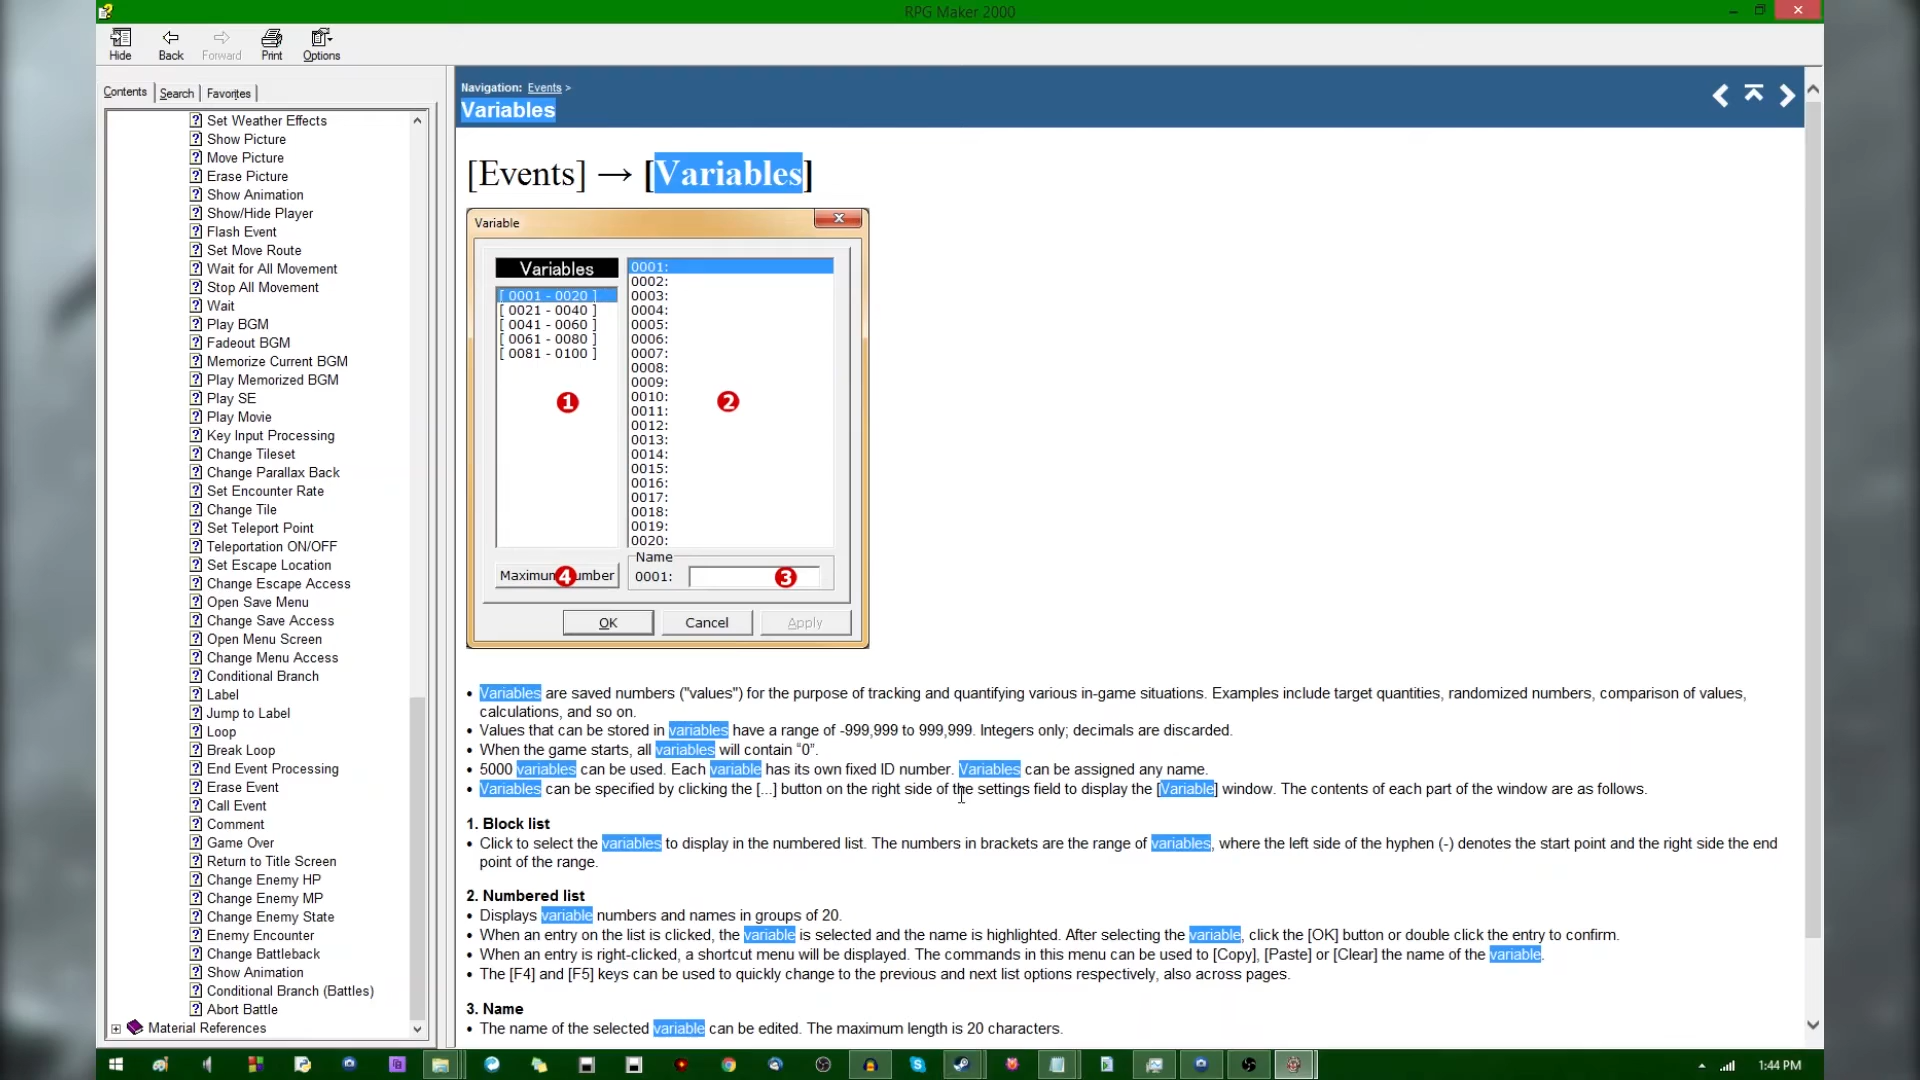 RPG Maker 2000
Hide
Back
Forward
Print
Options
Contents
Search
Favorites
Set Weather Effects
Show Picture
Move Picture
Erase Picture
Show Animation
Show/Hide Player
Flash Event
Set Move Route
Wait for All Movement
Stop All Movement
Wait
Play BGM
Fadeout BGM
Memorize Current BGM
Play Memorized BGM
Play SE
Play Movie
Key Input Processing
Change Tileset
Change Parallax Back
Set Encounter Rate
Change Tile
Set Teleport Point
Teleportation ON/OFF
Set Escape Location
Change Escape Access
Open Save Menu
Change Save Access
Open Menu Screen
Change Menu Access
Conditional Branch
Label
Jump to Label
Loop
Break Loop
End Event Processing
Erase Event
Call Event
Comment
Game Over
Return to Title Screen
Change Enemy HP
Change Enemy MP
Change Enemy State
Enemy Encounter
Change Battleback
Show Animation
Conditional Branch (Battles)
Abort Battle
Material References
Navigation: Events >
Variables
[Events] → [Variables]
Variable
Variables
[ 0001 - 0020 ]
[ 0021 - 0040 ]
[ 0041 - 0060 ]
[ 0061 - 0080 ]
[ 0081 - 0100 ]
1
0001:
0002:
0003:
0004:
0005:
0006:
0007:
0008:
0009:
0010:
0011:
0012:
0013:
0014:
0015:
0016:
0017:
0018:
0019:
0020:
2
Maximum 4umber
Name
0001:
3
OK
Cancel
Apply
• Variables are saved numbers ("values") for the purpose of tracking and quantifying various in-game situations. Examples include target quantities, randomized numbers, comparison of values,
calculations, and so on.
• Values that can be stored in variables have a range of -999,999 to 999,999. Integers only; decimals are discarded.
• When the game starts, all variables will contain “0”.
• 5000 variables can be used. Each variable has its own fixed ID number. Variables can be assigned any name.
• Variables can be specified by clicking the [...] button on the right side of the settings field to display the [Variable] window. The contents of each part of the window are as follows.
1. Block list
• Click to select the variables to display in the numbered list. The numbers in brackets are the range of variables, where the left side of the hyphen (-) denotes the start point and the right side the end
point of the range.
2. Numbered list
• Displays variable numbers and names in groups of 20.
• When an entry on the list is clicked, the variable is selected and the name is highlighted. After selecting the variable, click the [OK] button or double click the entry to confirm.
• When an entry is right-clicked, a shortcut menu will be displayed. The commands in this menu can be used to [Copy], [Paste] or [Clear] the name of the variable.
• The [F4] and [F5] keys can be used to quickly change to the previous and next list options respectively, also across pages.
3. Name
• The name of the selected variable can be edited. The maximum length is 20 characters.
1:44 PM